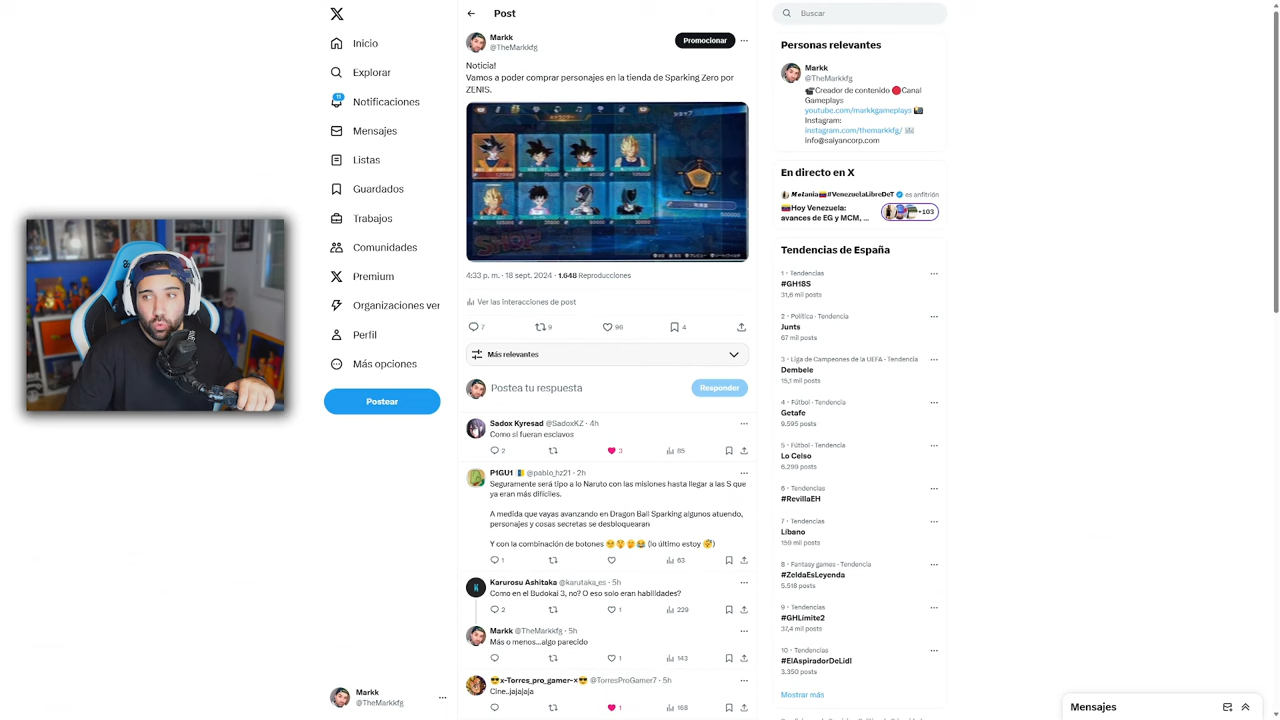 Post
Buscar
Inicio
Explorar
11
Notificaciones
Mensajes
Listas
Guardados
Trabajos
Comunidades
Premium
Organizaciones ver
Perfil
Más opciones
Postear
Markk
@TheMarkkfg
Markk
@TheMarkkfg
Promocionar
Noticia!
Vamos a poder comprar personajes en la tienda de Sparking Zero por
ZENIS.
SHOP
4:33 p. m. · 18 sept. 2024 · 1.648 Reproducciones
Ver las interacciones de post
7 9 96 4
Más relevantes
Postea tu respuesta
Responder
Sadox Kyresad @SadoxKZ · 4h
Como si fueran esclavos
2 3 85
P1GU1 @pablo_hz21 · 2h
Seguramente será tipo a lo Naruto con las misiones hasta llegar a las S que
ya eran más difíciles.
A medida que vayas avanzando en Dragon Ball Sparking algunos atuendo,
personajes y cosas secretas se desbloquearan
Y con la combinación de botones (lo último estoy )
1 63
Karurosu Ashitaka @karutaka_es · 5h
Como en el Budokai 3, no? O eso solo eran habilidades?
2 1 229
Markk @TheMarkkfg · 5h
Más o menos...algo parecido
1 143
x-Torres_pro_gamer-x @TorresProGamer7 · 5h
Cine..jajajaja
1 168
Personas relevantes
Markk
@TheMarkkfg
Creador de contenido Canal
Gameplays
youtube.com/markkgameplays
Instagram:
instagram.com/themarkkfg/
info@saiyancorp.com
En directo en X
Melania #VenezuelaLibreDeT es anfitrión
Hoy Venezuela:
avances de EG y MCM, ...
+103
Tendencias de España
1 · Tendencias
#GH18S
31,6 mil posts
2 · Política · Tendencia
Junts
67 mil posts
3 · Liga de Campeones de la UEFA · Tendencia
Dembele
15,1 mil posts
4 · Fútbol · Tendencia
Getafe
9.595 posts
5 · Fútbol · Tendencia
Lo Celso
6.299 posts
6 · Tendencias
#RevillaEH
7 · Tendencias
Líbano
159 mil posts
8 · Fantasy games · Tendencia
#ZeldaEsLeyenda
5.518 posts
9 · Tendencias
#GHLímite2
37,4 mil posts
10 · Tendencias
#ElAspiradorDeLidl
3.350 posts
Mostrar más
Mensajes